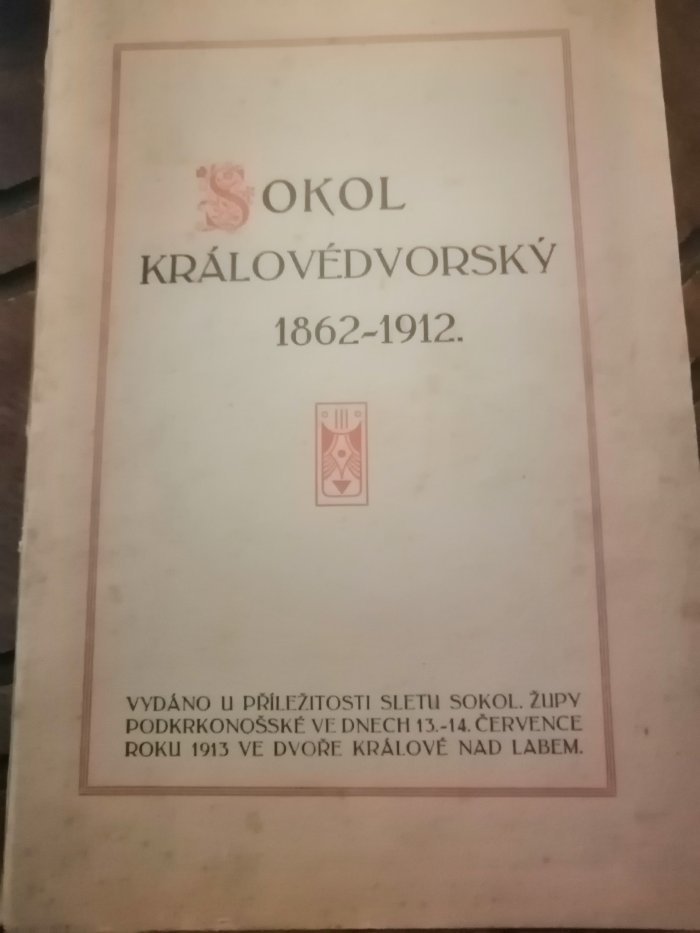 SOKOL
KRÁLOVÉDVORSKÝ
1862-1912.
VYDÁNO U PŘÍLEŽITOSTI SLETU SOKOL. ŽUPY
PODKRKONOŠSKÉ VE DNECH 13.-14. ČERVENCE
ROKU 1913 VE DVOŘE KRÁLOVÉ NAD LABEM.